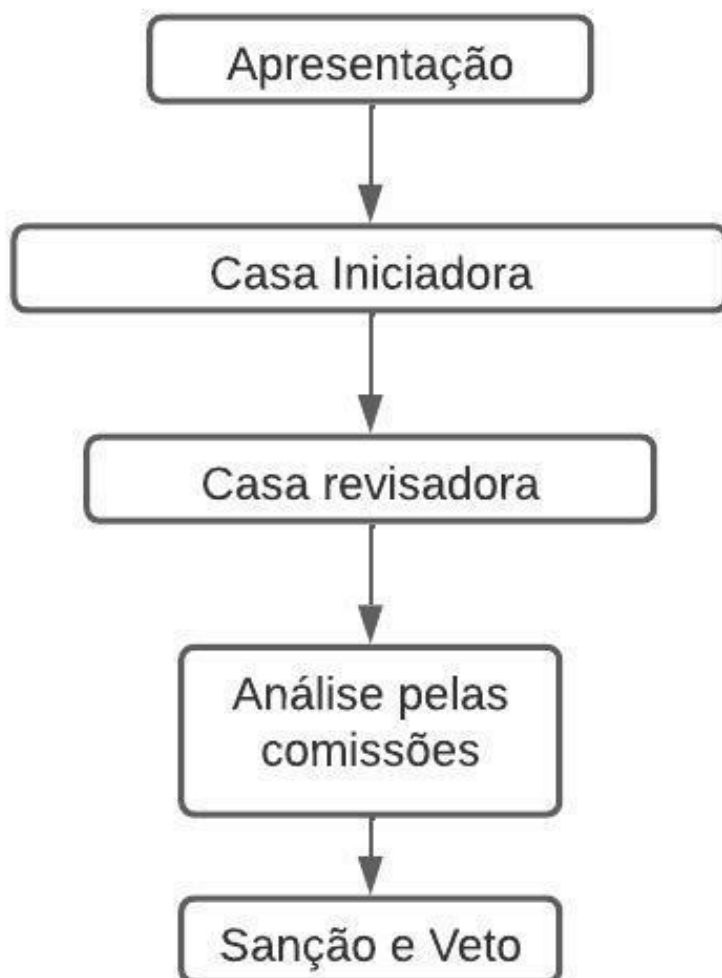 Apresentação
Casa Iniciadora
Casa revisadora
Análise pelas
comissões
Sanção e Veto